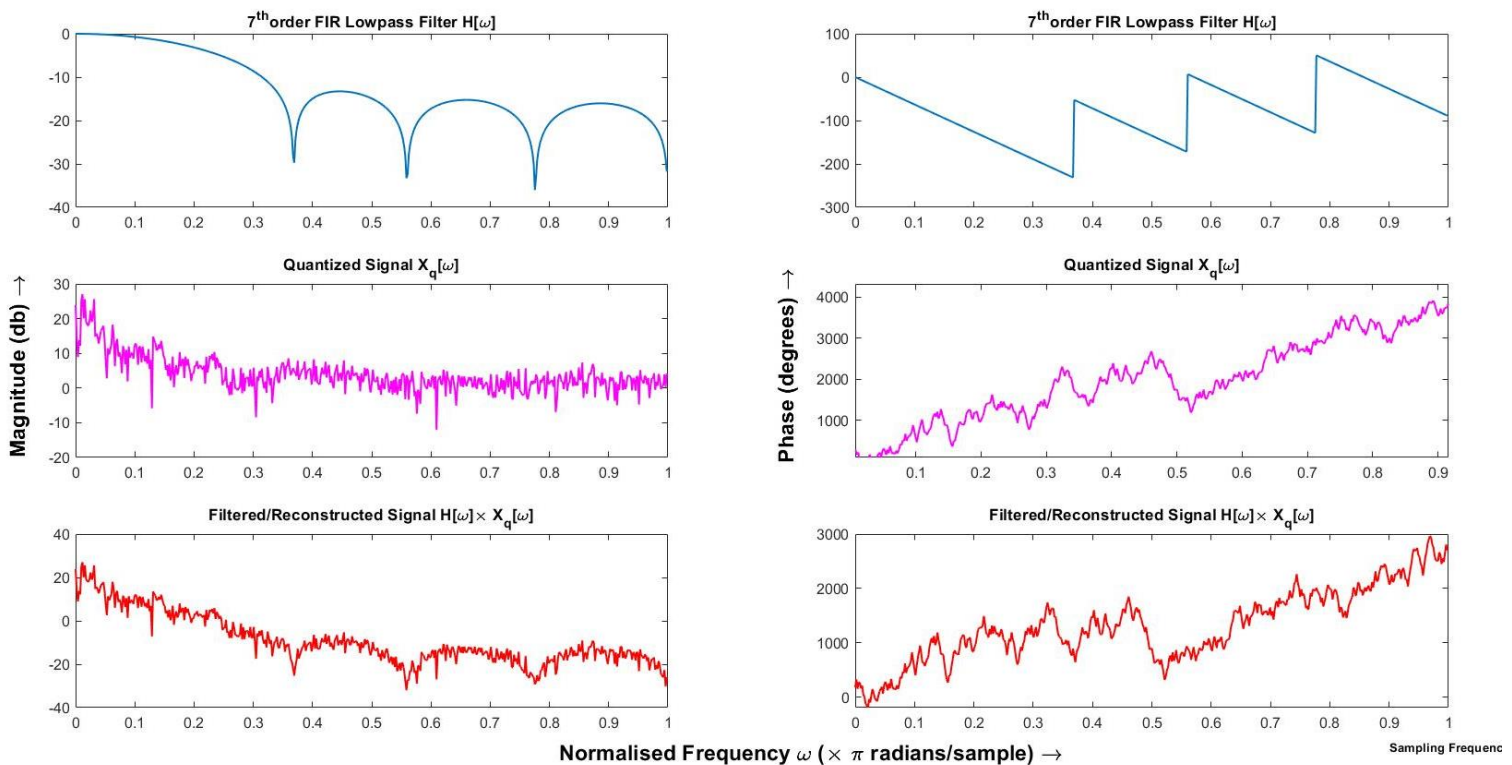 7thorder FIR Lowpass Filter H[ω]
0
-10
-20
-30
-40
0 0.1 0.2 0.3 0.4 0.5 0.6 0.7 0.8 0.9 1
7thorder FIR Lowpass Filter H[ω]
100
0
-100
-200
-300
0 0.1 0.2 0.3 0.4 0.5 0.6 0.7 0.8 0.9 1
Magnitude (db) →
Quantized Signal Xq[ω]
30
20
10
0
-10
-20
0 0.1 0.2 0.3 0.4 0.5 0.6 0.7 0.8 0.9 1
Phase (degrees) →
Quantized Signal Xq[ω]
4000
3000
2000
1000
0.1 0.2 0.3 0.4 0.5 0.6 0.7 0.8 0.9
Filtered/Reconstructed Signal H[ω]× Xq[ω]
40
20
0
-20
-40
0 0.1 0.2 0.3 0.4 0.5 0.6 0.7 0.8 0.9 1
Filtered/Reconstructed Signal H[ω]× Xq[ω]
3000
2000
1000
0
0 0.1 0.2 0.3 0.4 0.5 0.6 0.7 0.8 0.9 1
Normalised Frequency ω (× π radians/sample) →
Sampling Frequenc